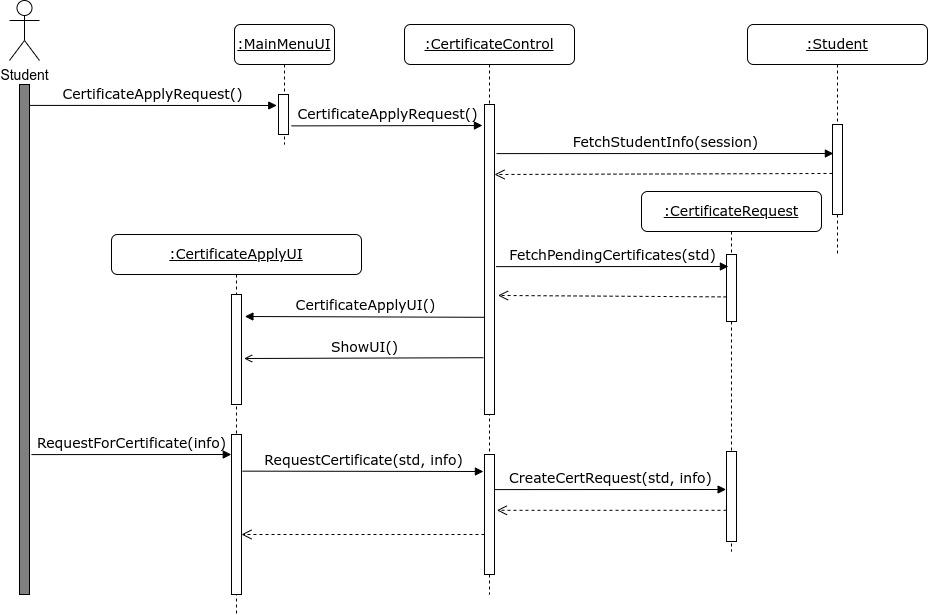 :MainMenuUI
:CertificateControl
:Student
Student
CertificateApplyRequest()
CertificateApplyRequest()
FetchStudentInfo(session)
:CertificateRequest
:CertificateApplyUI
FetchPendingCertificates(std)
CertificateApplyUI()
ShowUI()
RequestForCertificate(info)
RequestCertificate(std, info)
CreateCertRequest(std, info)